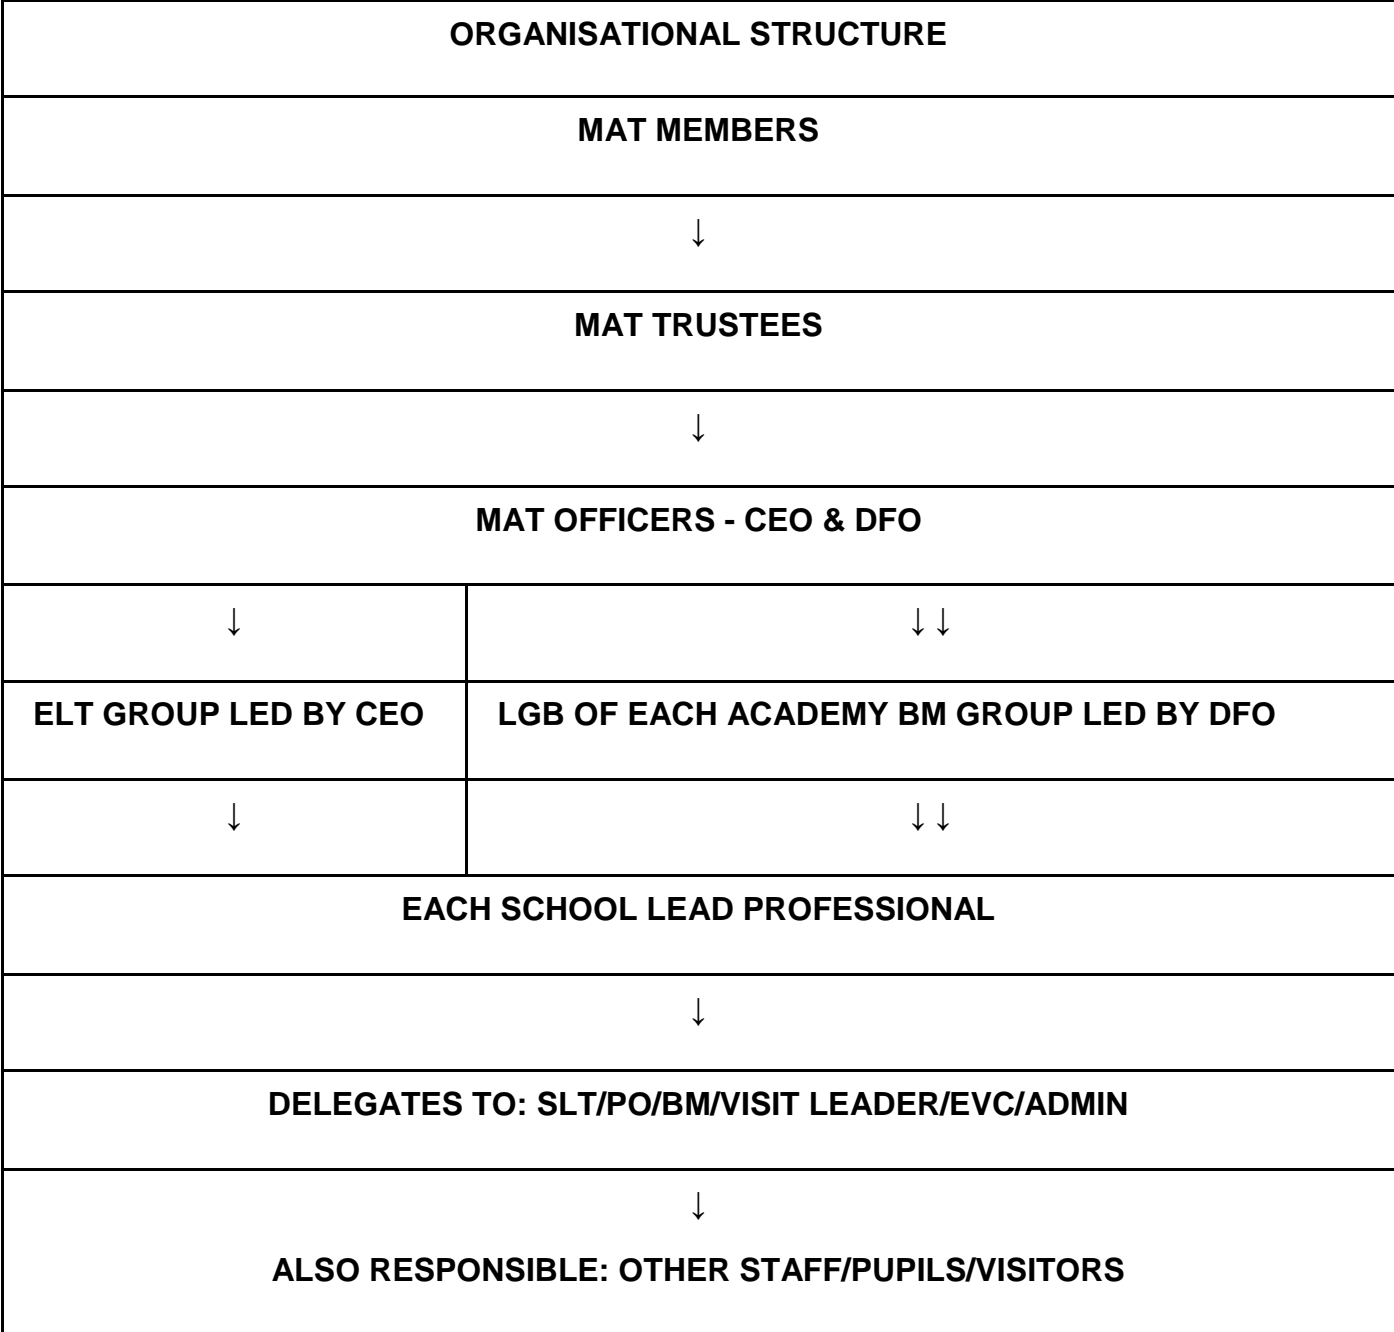 ORGANISATIONAL STRUCTURE
MAT MEMBERS
↓
MAT TRUSTEES
↓
MAT OFFICERS - CEO & DFO
↓ ↓↓
ELT GROUP LED BY CEO LGB OF EACH ACADEMY BM GROUP LED BY DFO
↓ ↓↓
EACH SCHOOL LEAD PROFESSIONAL
↓
DELEGATES TO: SLT/PO/BM/VISIT LEADER/EVC/ADMIN
↓
ALSO RESPONSIBLE: OTHER STAFF/PUPILS/VISITORS